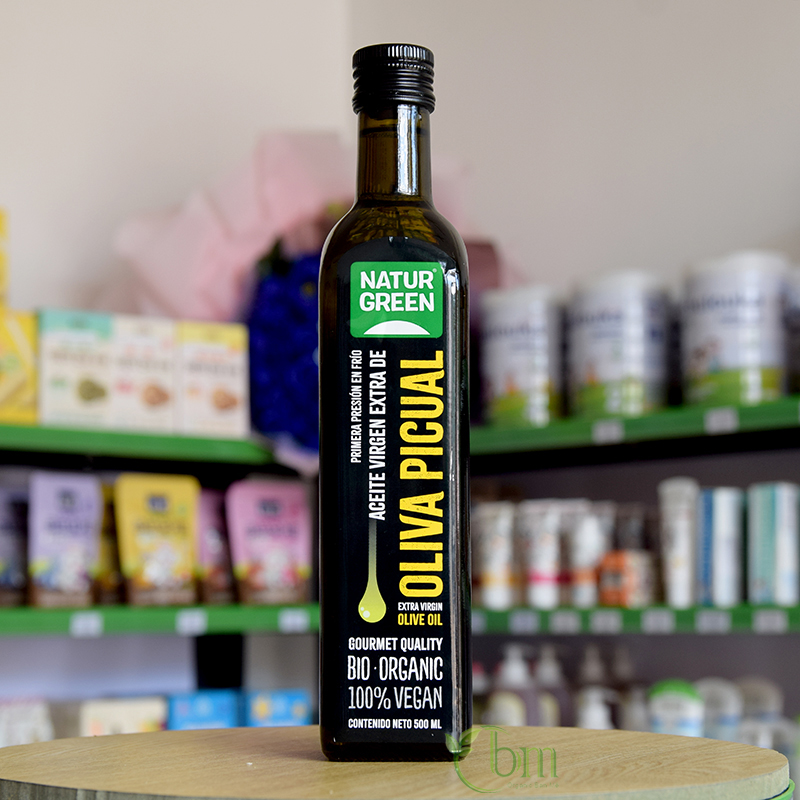 NATUR
GREEN
PRIMERA PRESIÓN EN FRÍO
ACEITE VIRGEN EXTRA DE
OLIVA PICUAL
EXTRA VIRGIN
OLIVE OIL
GOURMET QUALITY
BIO·ORGANIC
100% VEGAN
CONTENIDO NETO 500 ML
bm